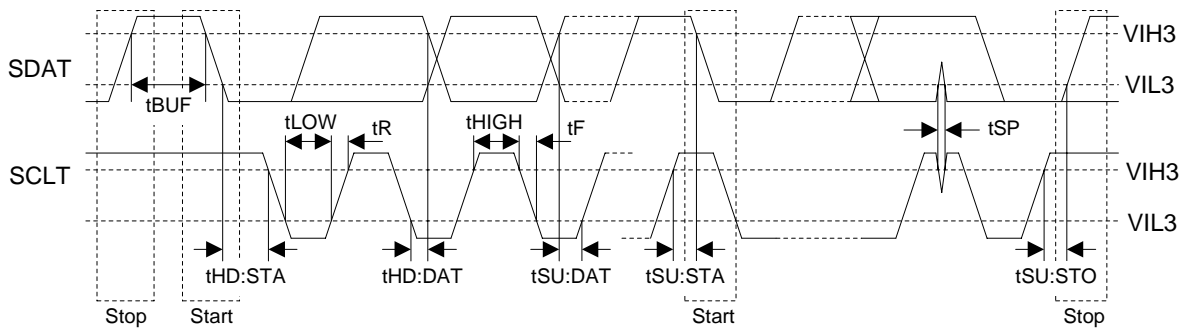 VIH3
SDAT
VIL3
tBUF
tLOW
tR
tHIGH
tF
tSP
SCLT
VIH3
VIL3
tHD:STA
tHD:DAT
tSU:DAT
tSU:STA
tSU:STO
Stop
Start
Start
Stop